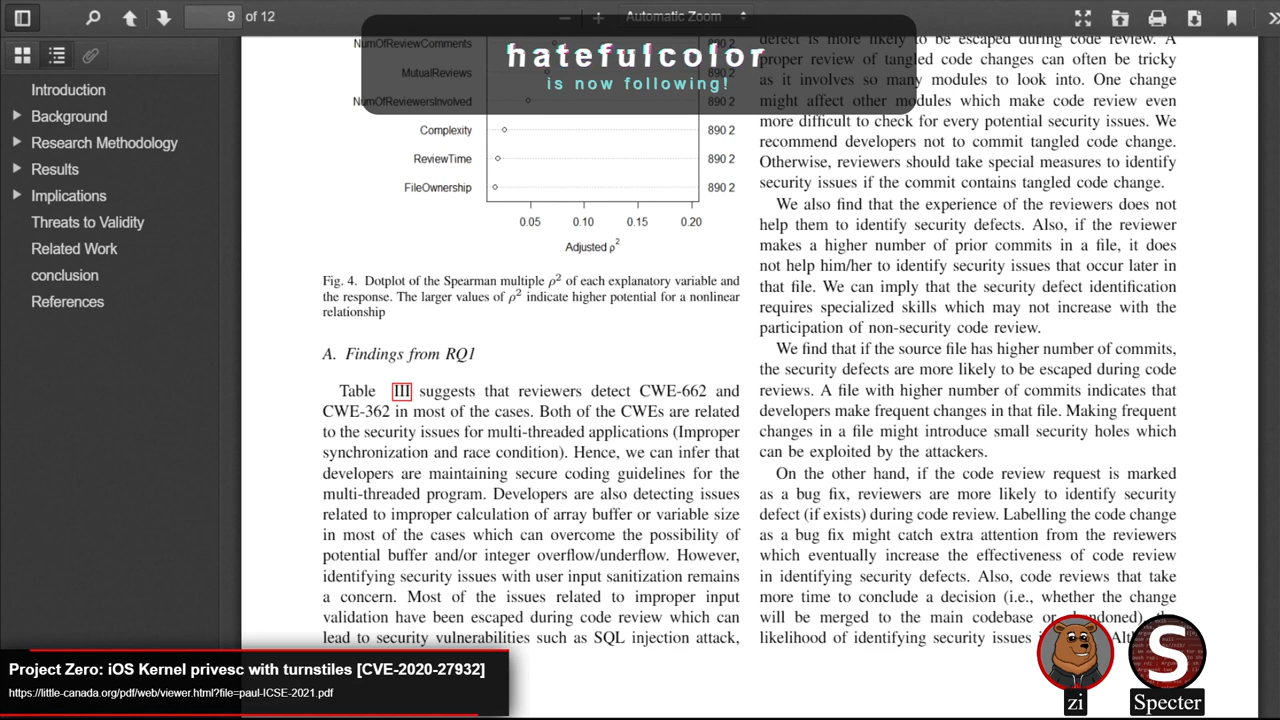 9 of 12
Automatic Zoom
hatefulcolor
is now following!
Introduction
Background
Research Methodology
Results
Implications
Threats to Validity
Related Work
conclusion
References
NumOfReviewComments
MutualReviews
NumOfReviewersInvolved
Complexity
ReviewTime
FileOwnership
890 2
890 2
890 2
890 2
890 2
890 2
0.05 0.10 0.15 0.20
Adjusted ρ²
Fig. 4. Dotplot of the Spearman multiple ρ² of each explanatory variable and
the response. The larger values of ρ² indicate higher potential for a nonlinear
relationship
A. Findings from RQ1
Table III suggests that reviewers detect CWE-662 and
CWE-362 in most of the cases. Both of the CWEs are related
to the security issues for multi-threaded applications (Improper
synchronization and race condition). Hence, we can infer that
developers are maintaining secure coding guidelines for the
multi-threaded program. Developers are also detecting issues
related to improper calculation of array buffer or variable size
in most of the cases which can overcome the possibility of
potential buffer and/or integer overflow/underflow. However,
identifying security issues with user input sanitization remains
a concern. Most of the issues related to improper input
validation have been escaped during code review which can
lead to security vulnerabilities such as SQL injection attack,
defect is more likely to be escaped during code review. A
proper review of tangled code changes can often be tricky
as it involves so many modules to look into. One change
might affect other modules which make code review even
more difficult to check for every potential security issues. We
recommend developers not to commit tangled code change.
Otherwise, reviewers should take special measures to identify
security issues if the commit contains tangled code change.
We also find that the experience of the reviewers does not
help them to identify security defects. Also, if the reviewer
makes a higher number of prior commits in a file, it does
not help him/her to identify security issues that occur later in
that file. We can imply that the security defect identification
requires specialized skills which may not increase with the
participation of non-security code review.
We find that if the source file has higher number of commits,
the security defects are more likely to be escaped during code
reviews. A file with higher number of commits indicates that
developers make frequent changes in that file. Making frequent
changes in a file might introduce small security holes which
can be exploited by the attackers.
On the other hand, if the code review request is marked
as a bug fix, reviewers are more likely to identify security
defect (if exists) during code review. Labelling the code change
as a bug fix might catch extra attention from the reviewers
which eventually increase the effectiveness of code review
in identifying security defects. Also, code reviews that take
more time to conclude a decision (i.e., whether the change
will be merged to the main codebase or abandoned), the
likelihood of identifying security issues
Project Zero: iOS Kernel privesc with turnstiles [CVE-2020-27932]
https://little-canada.org/pdf/web/viewer.html?file=paul-ICSE-2021.pdf
S
zi
Specter